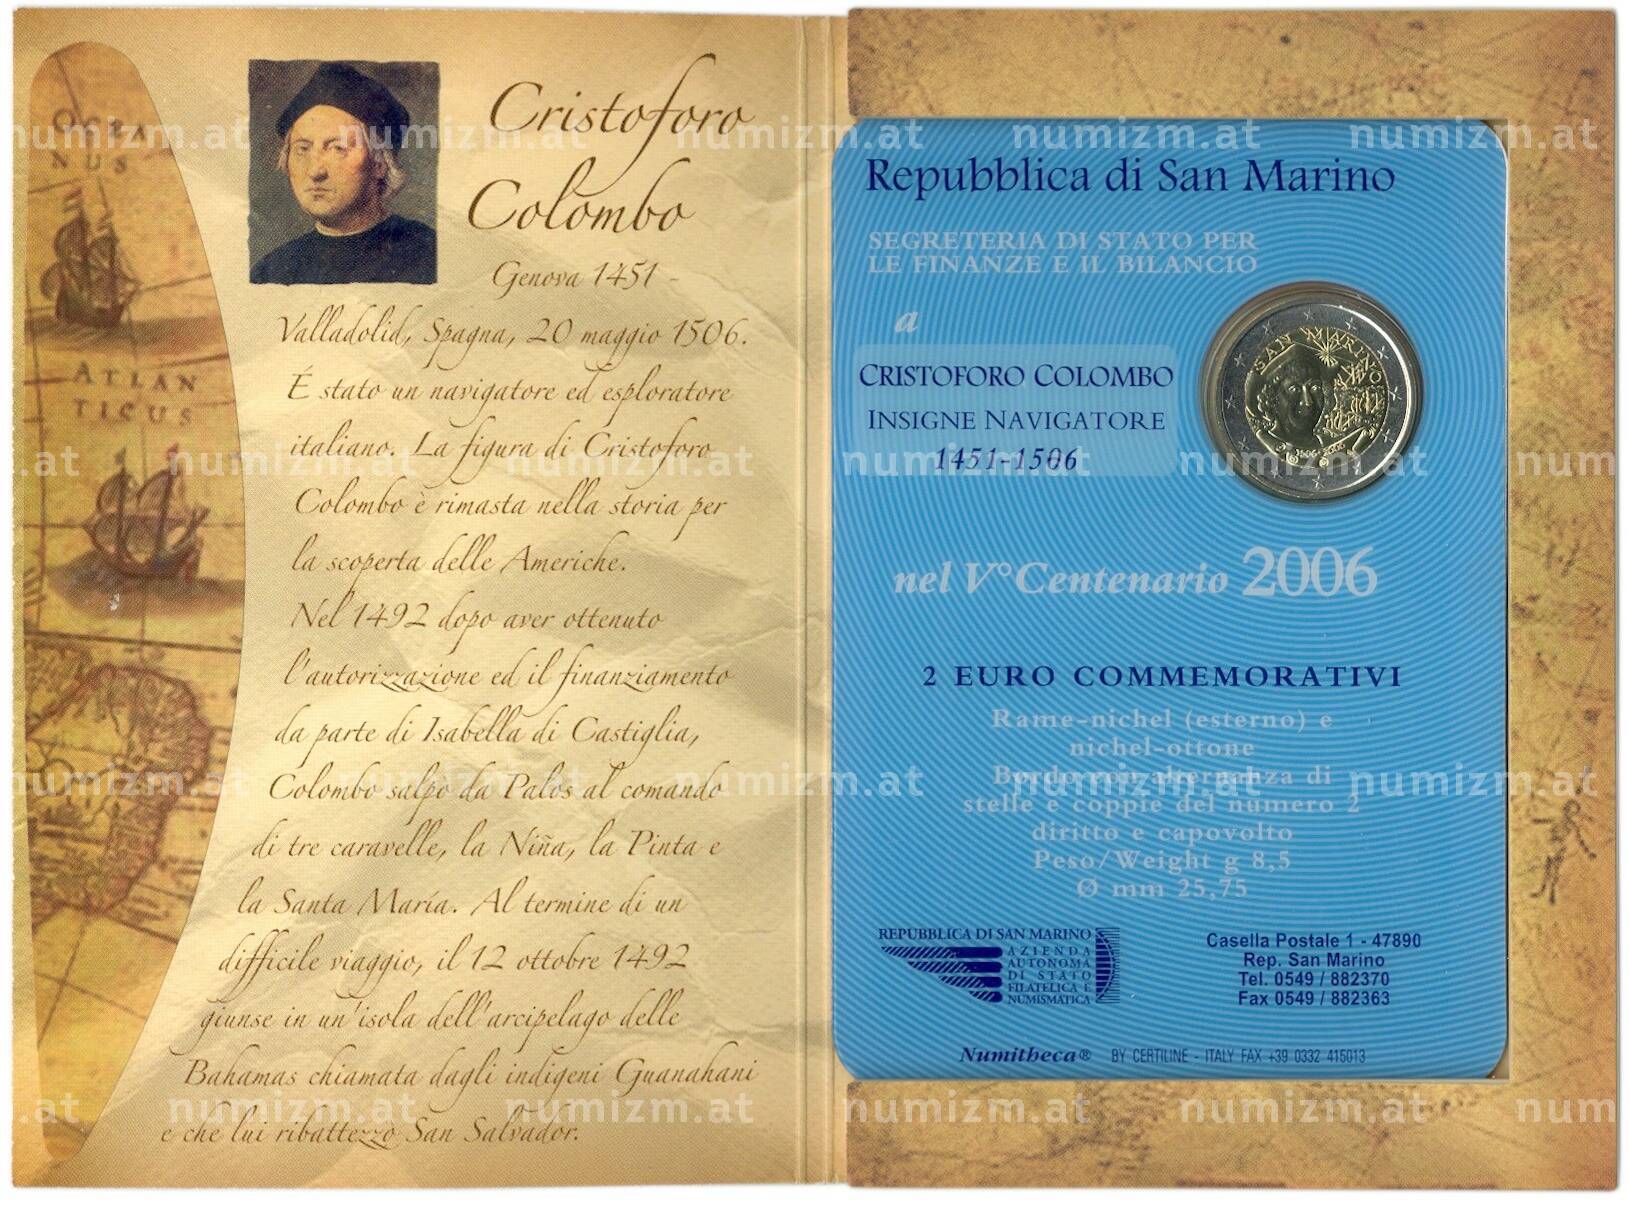 OCEA
NUS
ATLAN
TICUS
Cristoforo
Colombo
Genova 1451 -
Valladolid, Spagna, 20 maggio 1506.
É stato un navigatore ed esploratore
italiano. La figura di Cristoforo
Colombo è rimasta nella storia per
la scoperta delle Americhe.
Nel 1492 dopo aver ottenuto
l'autorizzazione ed il finanziamento
da parte di Isabella di Castiglia,
Colombo salpò da Palos al comando
di tre caravelle, la Niña, la Pinta e
la Santa María. Al termine di un
difficile viaggio, il 12 ottobre 1492
giunse in un'isola dell'arcipelago delle
Bahamas chiamata dagli indigeni Guanahani
e che lui ribattezzò San Salvador.
Repubblica di San Marino
SEGRETERIA DI STATO PER
LE FINANZE E IL BILANCIO
a
CRISTOFORO COLOMBO
INSIGNE NAVIGATORE
1451-1506
SAN MARINO
1506-2006
nel V° Centenario 2006
2 EURO COMMEMORATIVI
Rame-nichel (esterno) e
nichel-ottone
Bordo con alternanza di
stelle e coppie del numero 2
diritto e capovolto
Peso/Weight g 8,5
Ø mm 25,75
REPUBBLICA DI SAN MARINO
AZIENDA
AUTONOMA
DI STATO
FILATELICA E
NUMISMATICA
Casella Postale 1 - 47890
Rep. San Marino
Tel. 0549 / 882370
Fax 0549 / 882363
Numitheca® BY CERTILINE - ITALY FAX +39 0332 415013
numizm.at